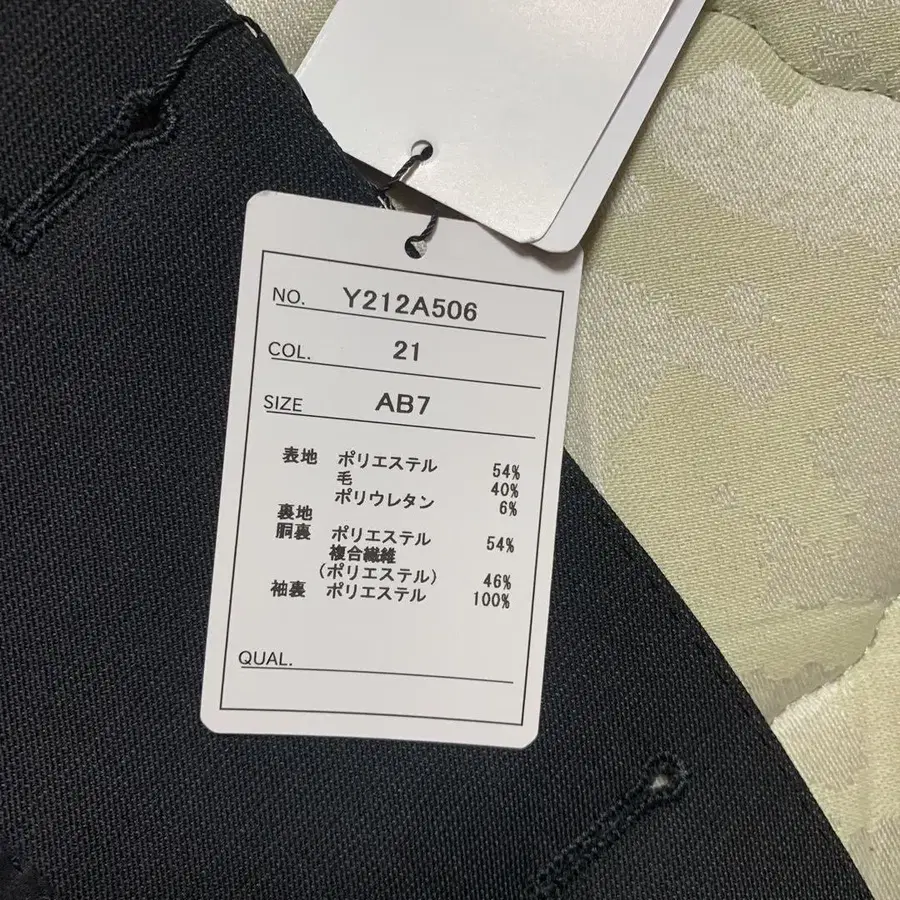 NO. Y212A506
COL. 21
SIZE AB7
表地 ポリエステル 54%
毛 40%
ポリウレタン 6%
裏地
胴裏 ポリエステル 54%
複合繊維
(ポリエステル) 46%
袖裏 ポリエステル 100%
QUAL.